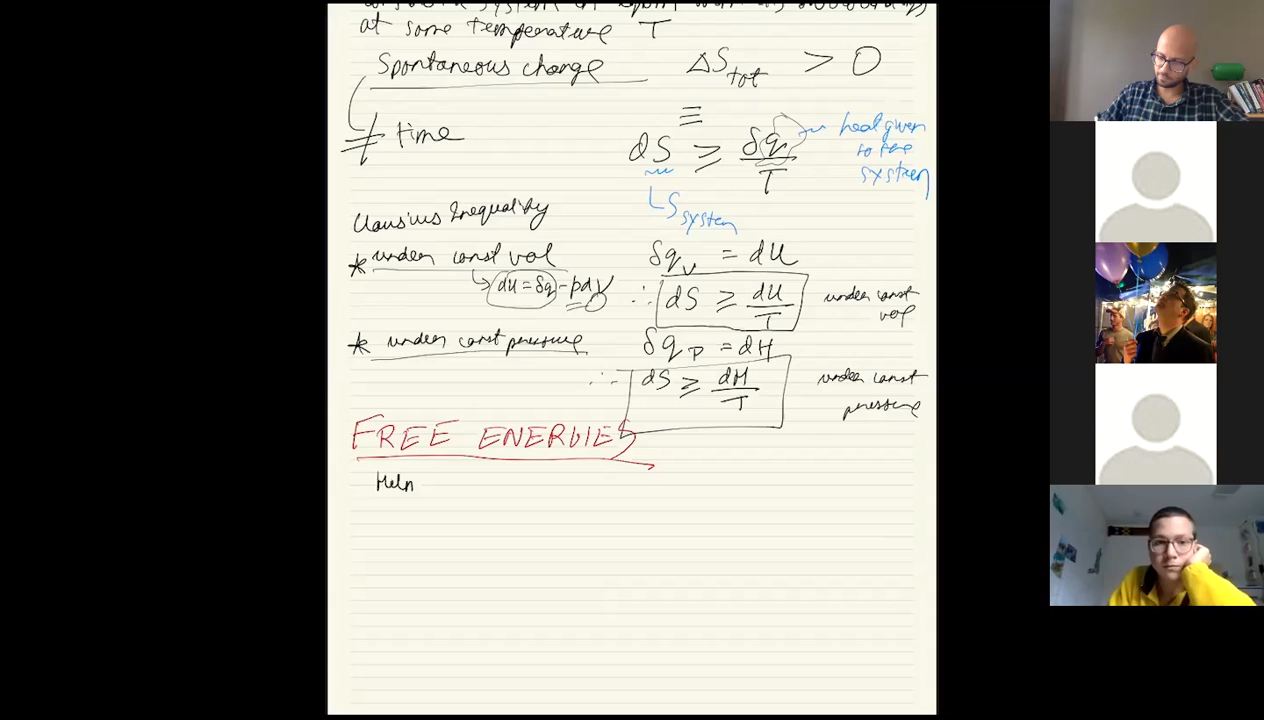 at some temperature T
Spontaneous change ΔS_tot > 0
≠ time
≡
dS ≥ δq/T
heat given
to the
system
S_system
Clausius Inequality
* under const vol δq_v = dU
dU = δq - pdV
∴ dS ≥ dU/T under const
vol
* under const pressure δq_p = dH
∴ dS ≥ dH/T under const
pressure
FREE ENERGIES
Heln